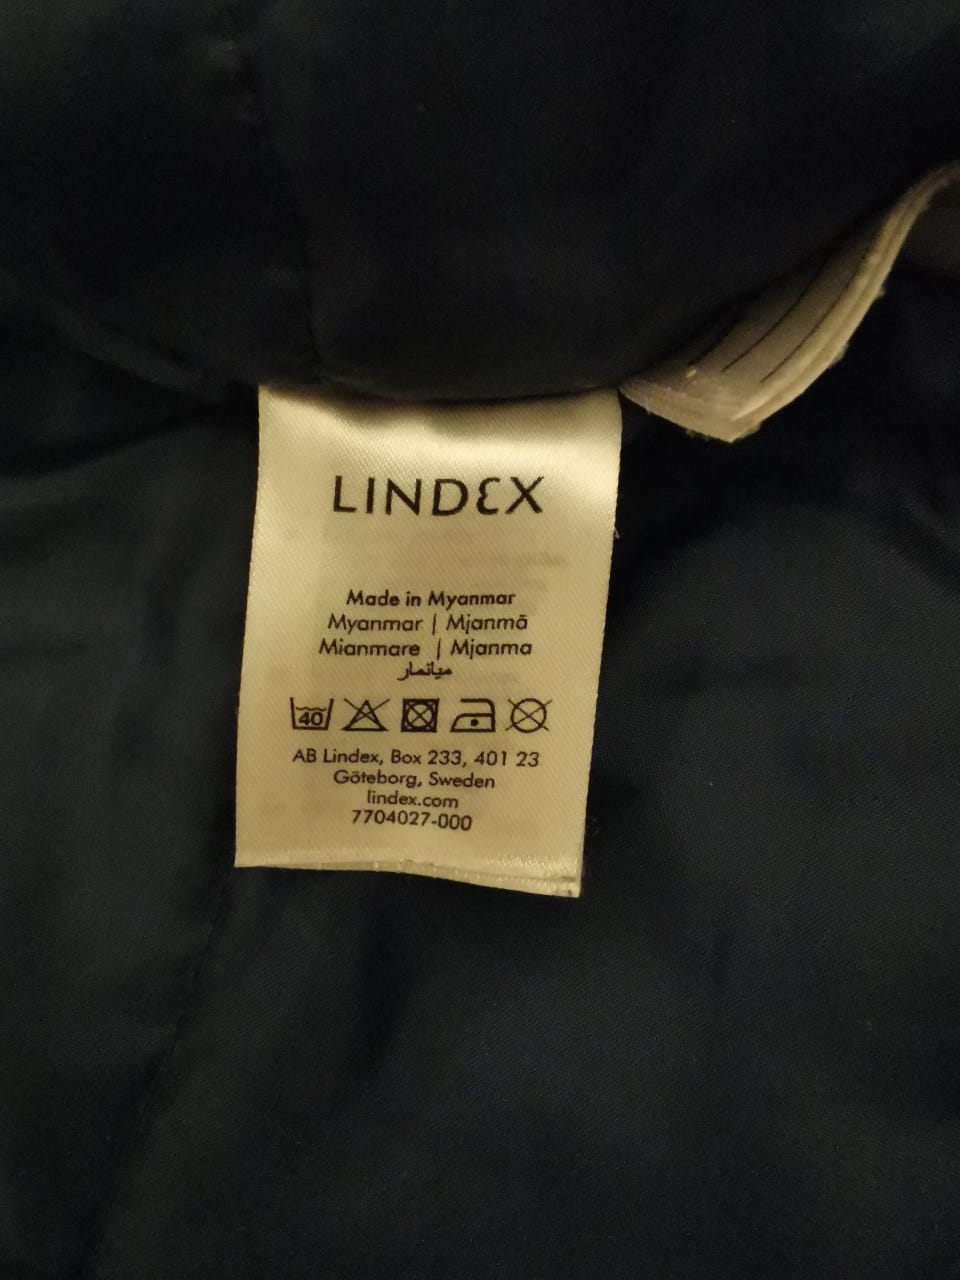 LINDEX
Made in Myanmar
Myanmar | Mjanmā
Mianmare | Mjanma
ميانمار
40
AB Lindex, Box 233, 401 23
Göteborg, Sweden
lindex.com
7704027-000